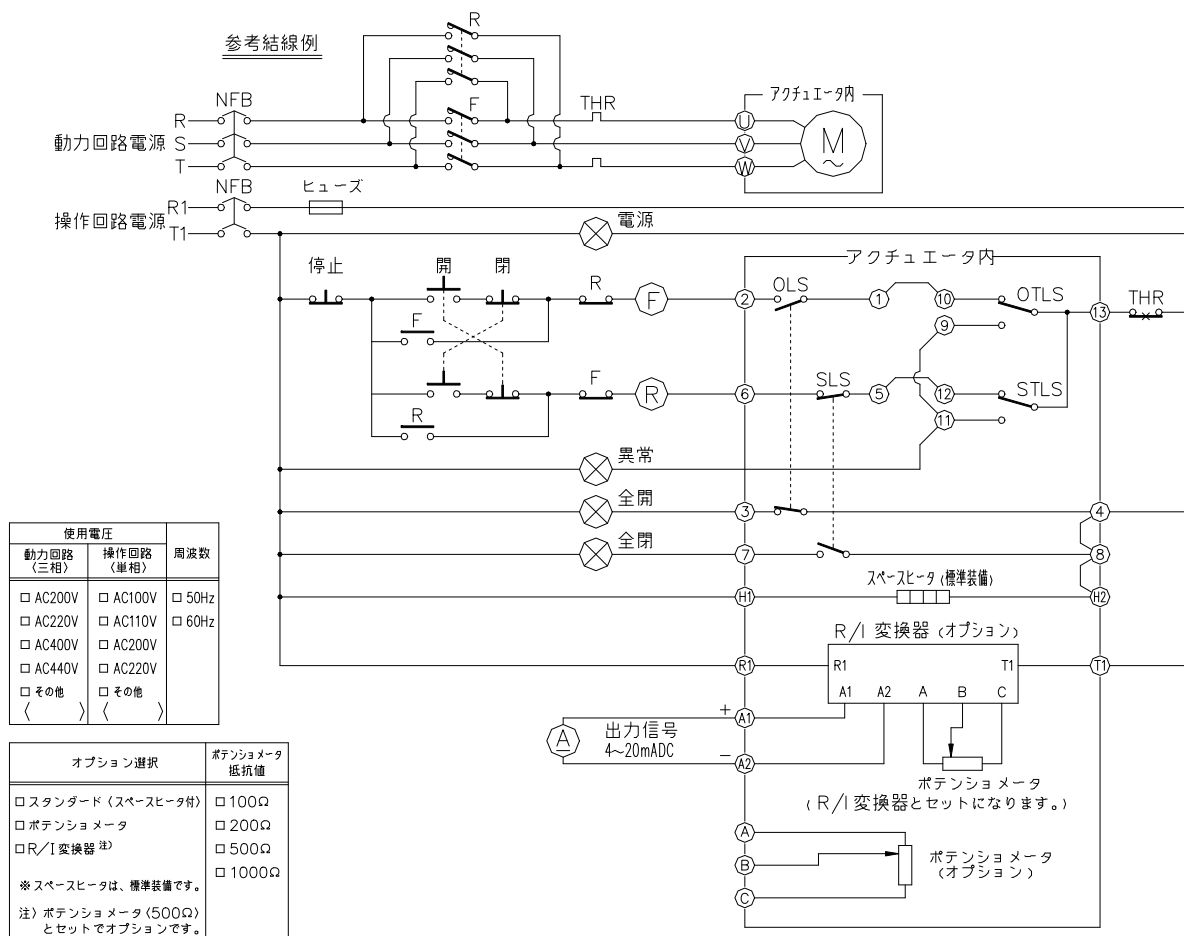 参考結線例
R
NFB
F
THR
アクチュエータ内
R
動力回路電源 S
T
U
V
W
M
NFB
ヒューズ
R1
操作回路電源
T1
電源
停止
開
閉
R
F
アクチュエータ内
2
OLS
1
10
OTLS
13
THR
F
9
SLS
F
R
6
5
12
STLS
R
11
異常
全開
3
4
全閉
7
8
スペースヒータ(標準装備)
H1
H2
R/I 変換器(オプション)
R1
R1
T1
T1
A1 A2 A B C
+
A1
A
出力信号
4~20mADC
−
A2
ポテンショメータ
(R/I 変換器とセットになります。)
A
B
C
ポテンショメータ
(オプション)
使用電圧
周波数
動力回路
〈三相〉
操作回路
〈単相〉
□ AC200V □ AC100V □ 50Hz
□ AC220V □ AC110V □ 60Hz
□ AC400V □ AC200V
□ AC440V □ AC220V
□ その他 □ その他
〈 〉 〈 〉
オプション選択
ポテンショメータ
抵抗値
□スタンダード〈スペースヒータ付〉 □100Ω
□ポテンショメータ □200Ω
□R/I変換器 注) □500Ω
□1000Ω
※スペースヒータは、標準装備です。
注) ポテンショメータ〈500Ω〉
とセットでオプションです。